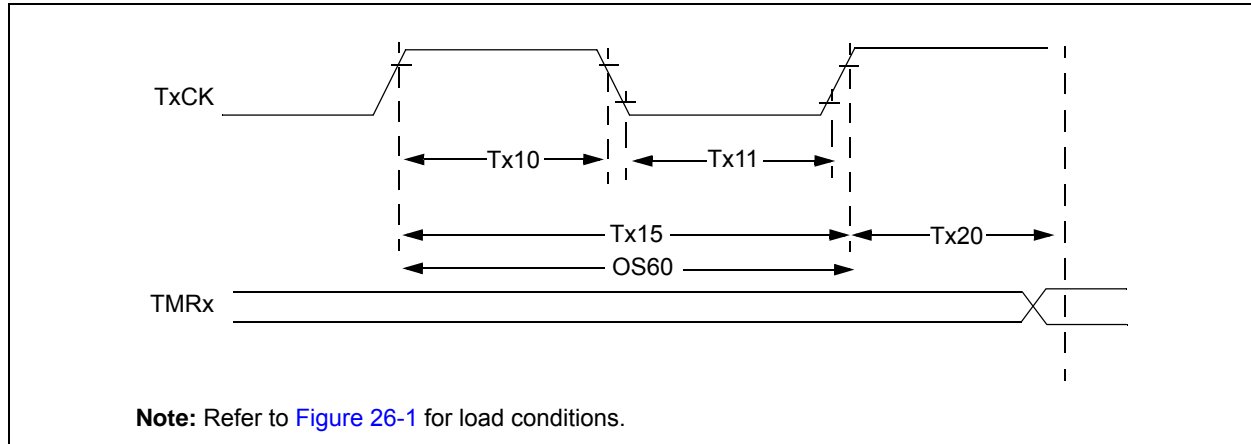 TxCK
Tx10
Tx11
Tx15
Tx20
OS60
TMRx
Note: Refer to Figure 26-1 for load conditions.